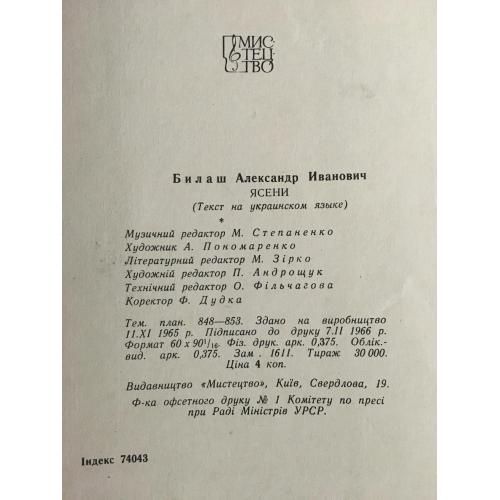 МИС
ТЕЦ
ТВО
Билаш Александр Иванович
ЯСЕНИ
(Текст на украинском языке)
*
Музичний редактор М. Степаненко
Художник А. Пономаренко
Літературний редактор М. Зірко
Художній редактор П. Андрощук
Технічний редактор О. Фільчагова
Коректор Ф. Дудка
Тем. план. 848—853. Здано на виробництво
11.XI 1965 р. Підписано до друку 7.II 1966 р.
Формат 60 х 90¹/₁₆. Фіз. друк. арк. 0,375. Облік.-
вид. арк. 0,375. Зам. 1611. Тираж 30 000.
Ціна 4 коп.
Видавництво «Мистецтво», Київ, Свердлова, 19.
Ф-ка офсетного друку № 1 Комітету по пресі
при Раді Міністрів УРСР.
Індекс 74043